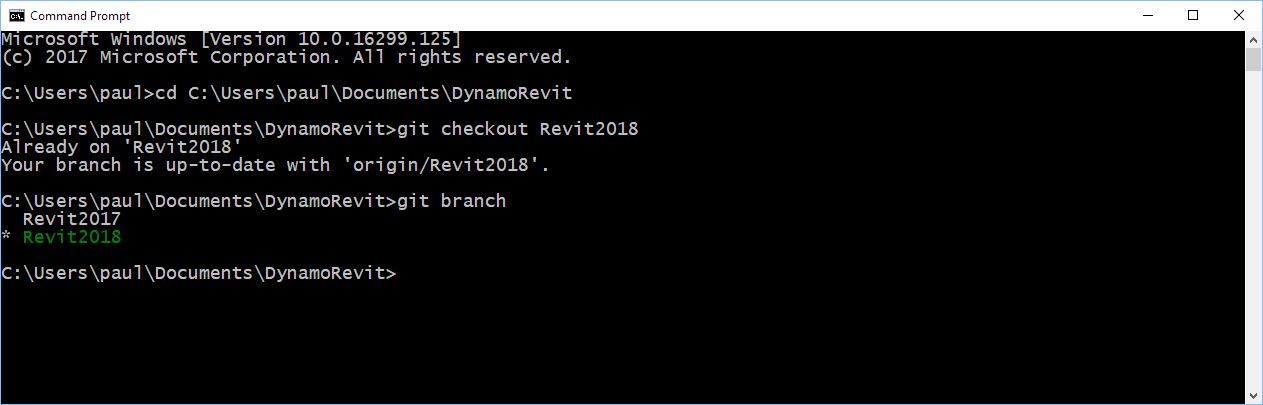 Command Prompt
Microsoft Windows [Version 10.0.16299.125]
(c) 2017 Microsoft Corporation. All rights reserved.
C:\Users\paul>cd C:\Users\paul\Documents\DynamoRevit
C:\Users\paul\Documents\DynamoRevit>git checkout Revit2018
Already on 'Revit2018'
Your branch is up-to-date with 'origin/Revit2018'.
C:\Users\paul\Documents\DynamoRevit>git branch
  Revit2017
* Revit2018
C:\Users\paul\Documents\DynamoRevit>